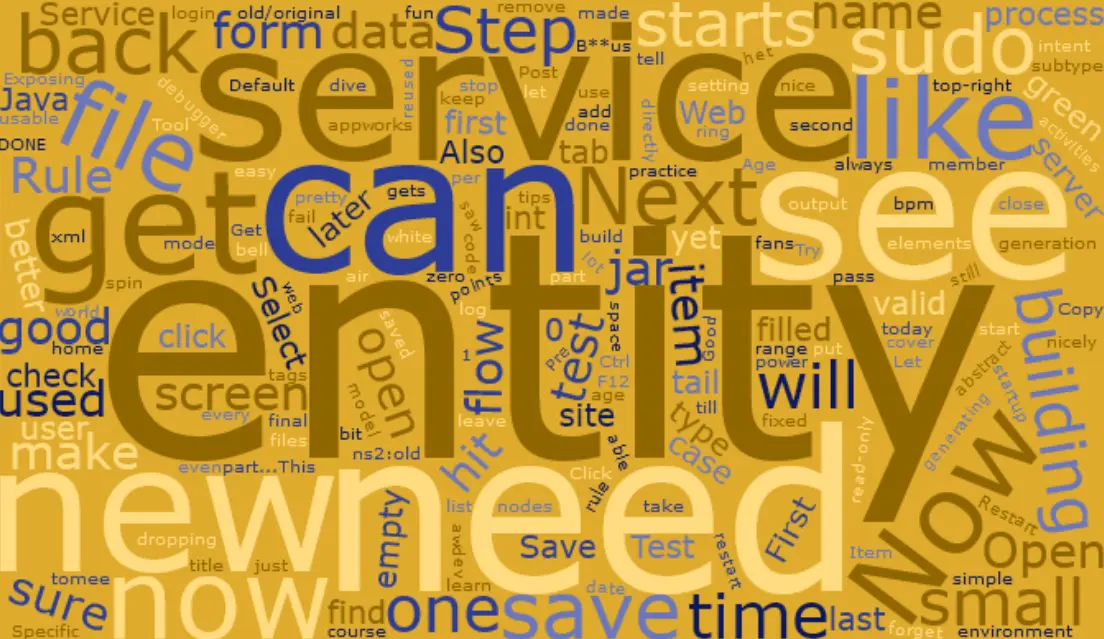 Service
login
old/original
fun
remove
made
name
process
back
form
data
Step
B**us
starts
sudo
intent
subtype
Exposing
Java
usable
DONE
debugger
file
service
Default
dive
reused
tell
het
Post
let
stop
keep
use
add
done
setting
nice
like
top-right
green
activities
server
Tool
appworks
first
Also
tab
directly
Web
ring
second
practice
Rule
easy
per
Age
always
member
get
can
Next
see
output
bpm
close
pretty
fail
later
gets
saw
code
tips
int
build
lot
yet
fans
Try
elements
generation
xml
mode
Get
bell
white
better
spin
air
zero
points
part
jar
item
pass
still
entity
world
good
home
click
Select
web
log
saved
open
flow
1
0
Pre
test
space
Ctrl
F12
age
Good
tail
till
filled
range
put
power
valid
today
cover
Let
start
abstract
startup
building
Copy
nicely
check
used
screen
tags
every
final
files
model
bit
leave
site
will
type
fixed
generating
user
make
evenpart...This
ns2:old
hit
able
Click
rule
case
read-only
Now
new
need
dropping
title
just
empty
list
nodes
take
awdev
learn
Save
Test
restart
First
Item
Restart
Open
simple
small
sure
tomee
now
Specific
find
course
one
save
date
time
last
forget
environment